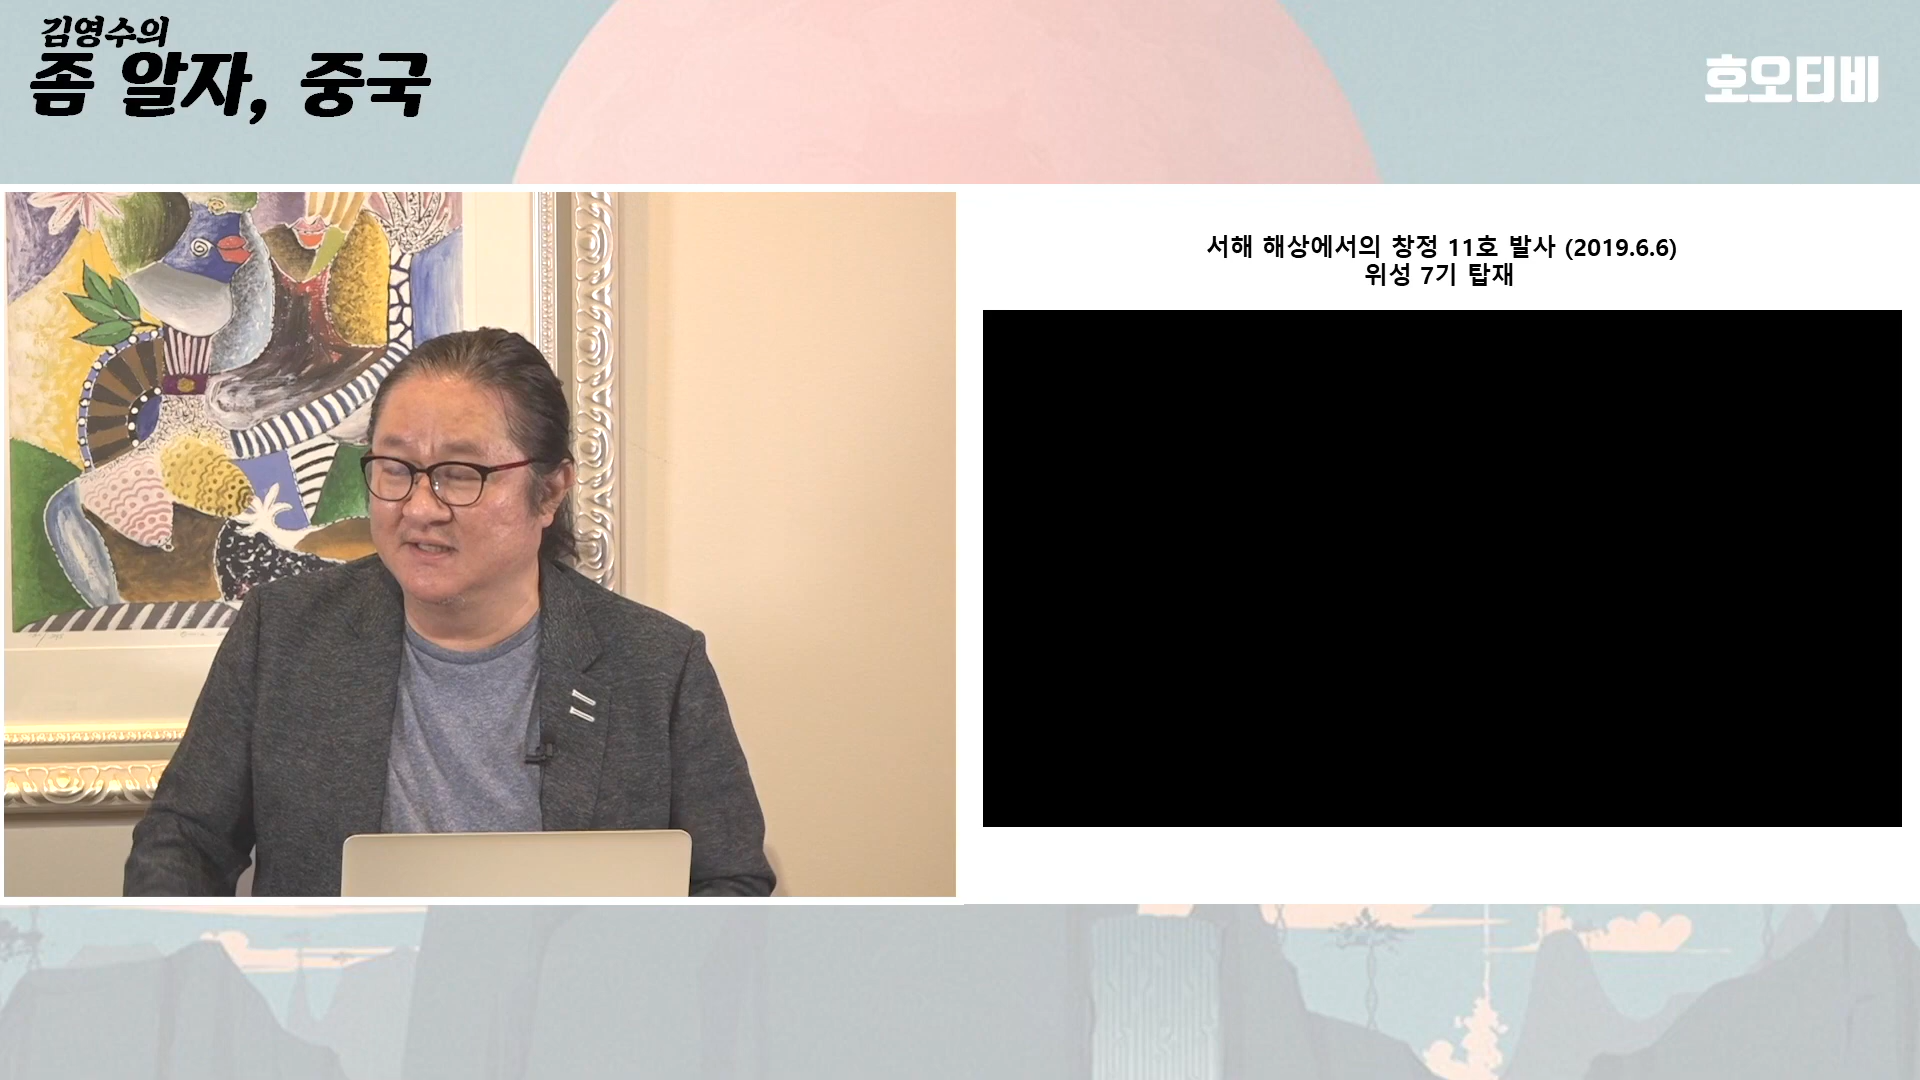 김영수의
좀 알자, 중국
호오티비
서해 해상에서의 창정 11호 발사 (2019.6.6)
위성 7기 탑재